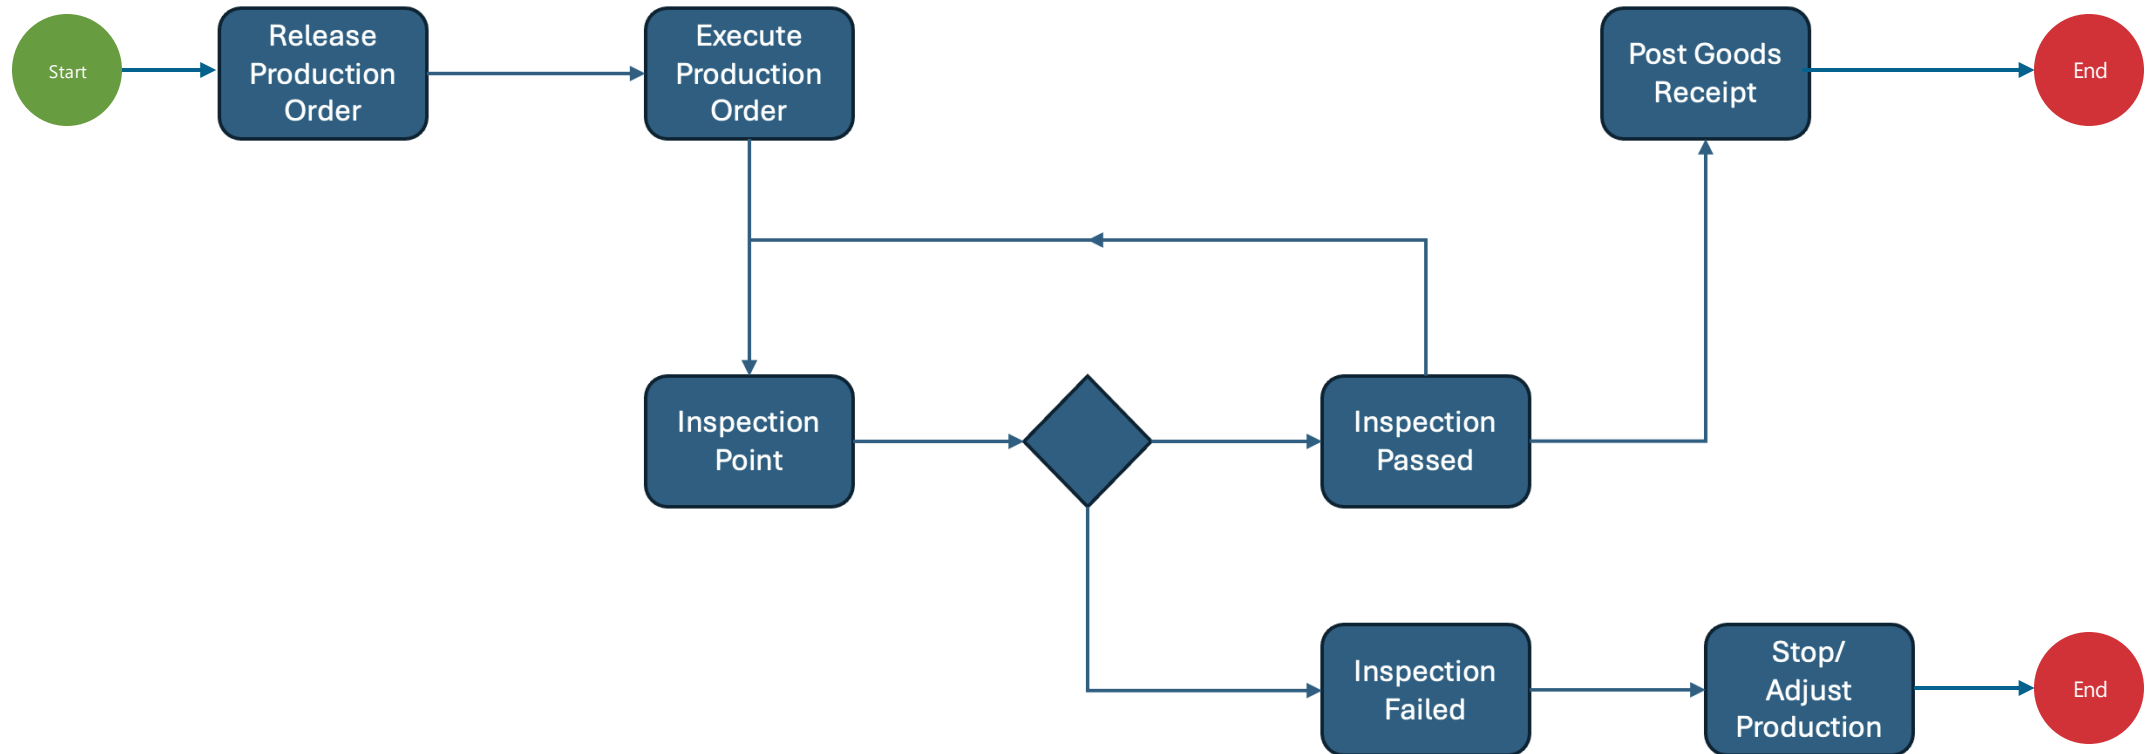 Start
Release
Production
Order
Execute
Production
Order
Post Goods
Receipt
End
Inspection
Point
Inspection
Passed
Inspection
Failed
Stop/
Adjust
Production
End